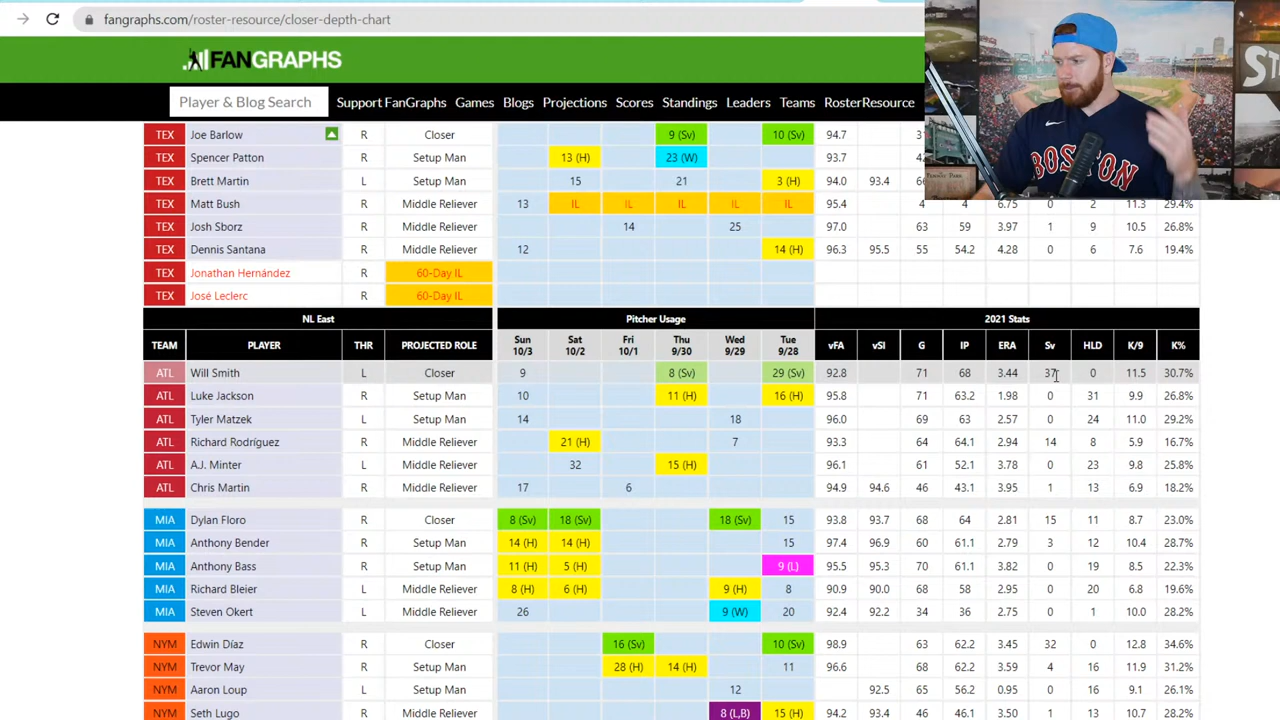 fangraphs.com/roster-resource/closer-depth-chart
FANGRAPHS
Player & Blog Search Support FanGraphs Games Blogs Projections Scores Standings Leaders Teams RosterResource
TEX Joe Barlow R Closer 9 (Sv) 10 (Sv) 94.7
TEX Spencer Patton R Setup Man 13 (H) 23 (W) 93.7
TEX Brett Martin L Setup Man 15 21 3 (H) 94.0 93.4
TEX Matt Bush R Middle Reliever 13 IL IL IL IL IL 95.4 4 4 6.75 0 2 11.3 29.4%
TEX Josh Sborz R Middle Reliever 14 25 97.0 63 59 3.97 1 9 10.5 26.8%
TEX Dennis Santana R Middle Reliever 12 14 (H) 96.3 95.5 55 54.2 4.28 0 6 7.6 19.4%
TEX Jonathan Hernández R 60-Day IL
TEX José Leclerc R 60-Day IL
NL East Pitcher Usage 2021 Stats
TEAM PLAYER THR PROJECTED ROLE Sun 10/3 Sat 10/2 Fri 10/1 Thu 9/30 Wed 9/29 Tue 9/28 vFA vSI G IP ERA Sv HLD K/9 K%
ATL Will Smith L Closer 9 8 (Sv) 29 (Sv) 92.8 71 68 3.44 37 0 11.5 30.7%
ATL Luke Jackson R Setup Man 10 11 (H) 16 (H) 95.8 71 63.2 1.98 0 31 9.9 26.8%
ATL Tyler Matzek L Setup Man 14 18 96.0 69 63 2.57 0 24 11.0 29.2%
ATL Richard Rodríguez R Middle Reliever 21 (H) 7 93.3 64 64.1 2.94 14 8 5.9 16.7%
ATL A.J. Minter L Middle Reliever 32 15 (H) 96.1 61 52.1 3.78 0 23 9.8 25.8%
ATL Chris Martin R Middle Reliever 17 6 94.9 94.6 46 43.1 3.95 1 13 6.9 18.2%
MIA Dylan Floro R Closer 8 (Sv) 18 (Sv) 18 (Sv) 15 93.8 93.7 68 64 2.81 15 11 8.7 23.0%
MIA Anthony Bender R Setup Man 14 (H) 14 (H) 15 97.4 96.9 60 61.1 2.79 3 12 10.4 28.7%
MIA Anthony Bass R Setup Man 11 (H) 5 (H) 9 (L) 95.5 95.3 70 61.1 3.82 0 19 8.5 22.3%
MIA Richard Bleier L Middle Reliever 8 (H) 6 (H) 9 (H) 8 90.9 90.0 68 58 2.95 0 20 6.8 19.6%
MIA Steven Okert L Middle Reliever 26 9 (W) 20 92.4 92.2 34 36 2.75 0 1 10.0 28.2%
NYM Edwin Díaz R Closer 16 (Sv) 10 (Sv) 98.9 63 62.2 3.45 32 0 12.8 34.6%
NYM Trevor May R Setup Man 28 (H) 14 (H) 11 96.6 68 62.2 3.59 4 16 11.9 31.2%
NYM Aaron Loup L Setup Man 12 92.5 65 56.2 0.95 0 16 9.1 26.1%
NYM Seth Lugo R Middle Reliever 8 (L,B) 15 (H) 94.2 93.4 46 46.1 3.50 1 13 10.7 28.2%
BOSTON